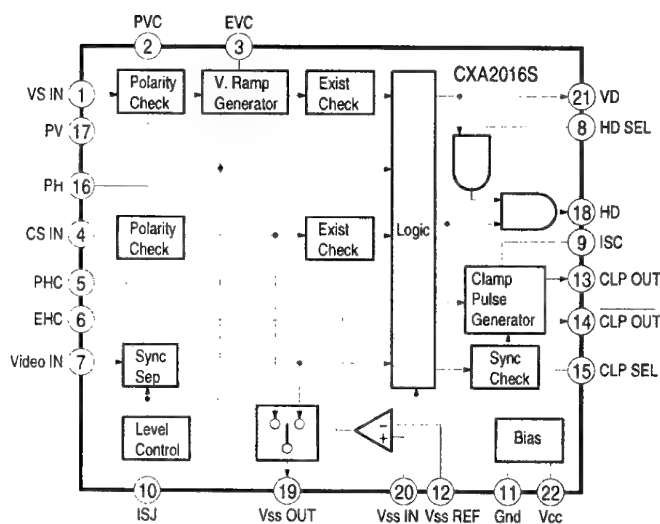 PVC
EVC
2
3
CXA2016S
VS IN
1
Polarity
Check
V. Ramp
Generator
Exist
Check
21
VD
PV
17
8
HD SEL
PH
16
CS IN
4
Polarity
Check
Exist
Check
Logic
18
HD
9
ISC
PHC
5
Clamp
Pulse
Generator
13
CLP OUT
EHC
6
14
CLP OUT
Video IN
7
Sync
Sep
Sync
Check
15
CLP SEL
Level
Control
-
+
Bias
10
19
20
12
11
22
ISJ
Vss OUT
Vss IN
Vss REF
Gnd
Vcc